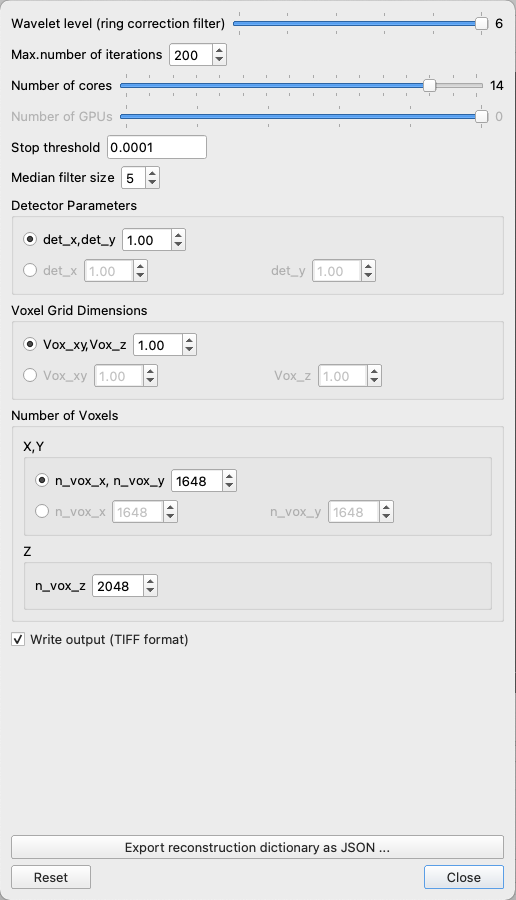 Wavelet level (ring correction filter) 6
Max.number of iterations 200
Number of cores 14
Number of GPUs 0
Stop threshold 0.0001
Median filter size 5
Detector Parameters
det_x,det_y 1.00
det_x 1.00 det_y 1.00
Voxel Grid Dimensions
Vox_xy,Vox_z 1.00
Vox_xy 1.00 Vox_z 1.00
Number of Voxels
X,Y
n_vox_x, n_vox_y 1648
n_vox_x 1648 n_vox_y 1648
Z
n_vox_z 2048
Write output (TIFF format)
Export reconstruction dictionary as JSON ...
Reset Close